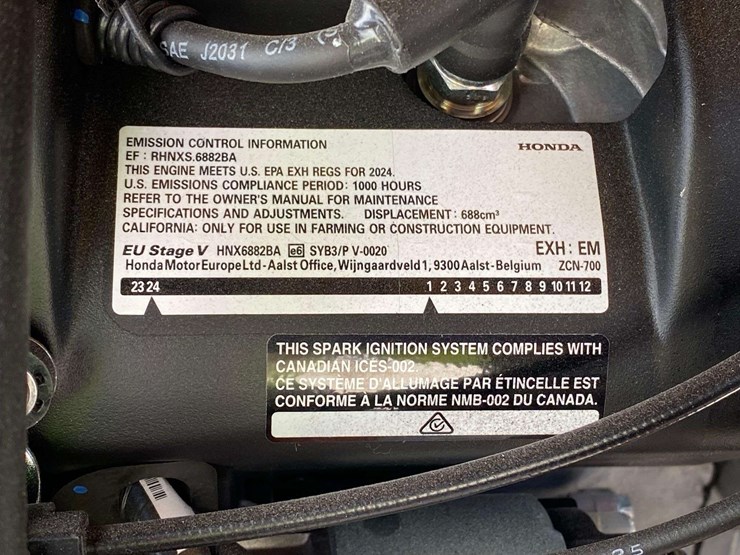 SAE J2031 C/3
EMISSION CONTROL INFORMATION
HONDA
EF : RHNXS.6882BA
THIS ENGINE MEETS U.S. EPA EXH REGS FOR 2024.
U.S. EMISSIONS COMPLIANCE PERIOD: 1000 HOURS
REFER TO THE OWNER'S MANUAL FOR MAINTENANCE
SPECIFICATIONS AND ADJUSTMENTS. DISPLACEMENT : 688cm³
CALIFORNIA: ONLY FOR USE IN FARMING OR CONSTRUCTION EQUIPMENT.
EU Stage V HNX6882BA e6 SYB3/P V-0020 EXH : EM
Honda Motor Europe Ltd - Aalst Office, Wijngaardveld 1, 9300 Aalst - Belgium ZCN-700
23 24 1 2 3 4 5 6 7 8 9 10 11 12
THIS SPARK IGNITION SYSTEM COMPLIES WITH
CANADIAN ICES-002.
CE SYSTÈME D'ALLUMAGE PAR ÉTINCELLE EST
CONFORME À LA NORME NMB-002 DU CANADA.